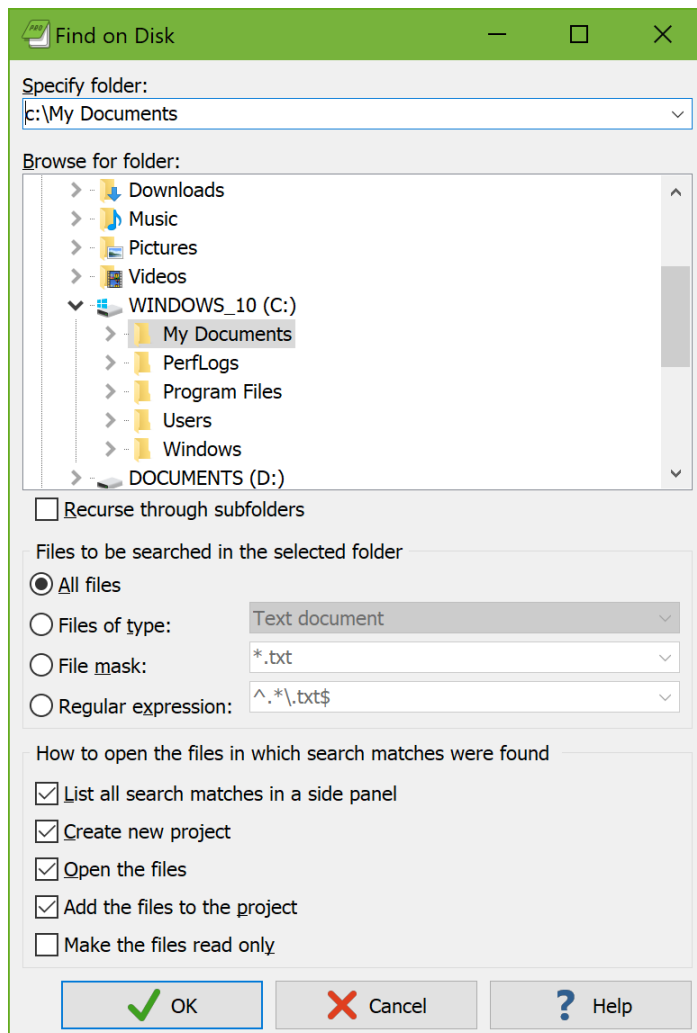 Find on Disk
Specify folder:
c:\My Documents
Browse for folder:
Downloads
Music
Pictures
Videos
WINDOWS_10 (C:)
My Documents
PerfLogs
Program Files
Users
Windows
DOCUMENTS (D:)
Recurse through subfolders
Files to be searched in the selected folder
All files
Files of type: Text document
File mask: *.txt
Regular expression: ^.*\.txt$
How to open the files in which search matches were found
List all search matches in a side panel
Create new project
Open the files
Add the files to the project
Make the files read only
OK Cancel ? Help